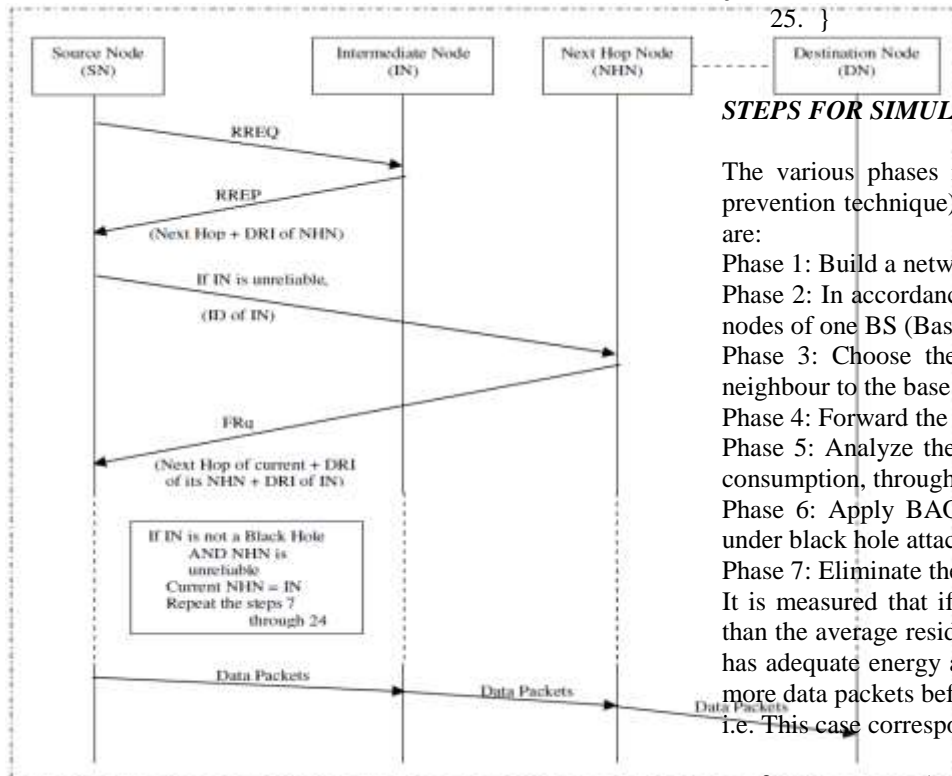 25. }
Source Node
(SN)
Intermediate Node
(IN)
Next Hop Node
(NHN)
Destination Node
(DN)
RREQ
RREP
(Next Hop + DRI of NHN)
If IN is unreliable,
(ID of IN)
FRq
(Next Hop of current + DRI
of its NHN + DRI of IN)
If IN is not a Black Hole
AND NHN is
unreliable
Current NHN = IN
Repeat the steps 7
through 24
Data Packets
Data Packets
Data Packets
STEPS FOR SIMUL
The various phases
prevention technique)
are:
Phase 1: Build a netw
Phase 2: In accordanc
nodes of one BS (Bas
Phase 3: Choose the
neighbour to the base
Phase 4: Forward the
Phase 5: Analyze the
consumption, through
Phase 6: Apply BAC
under black hole attac
Phase 7: Eliminate the
It is measured that if
than the average resid
has adequate energy a
more data packets bef
i.e. This case correspo